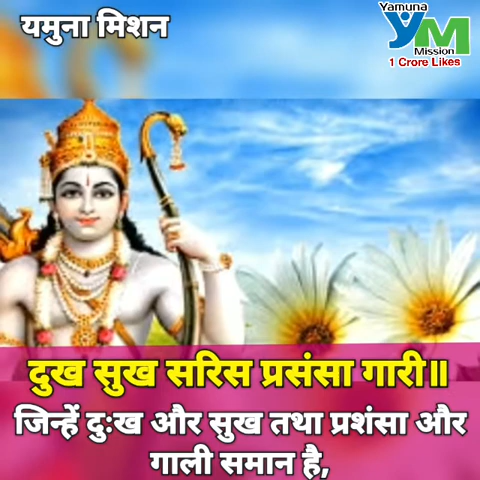 यमुना मिशन
Yamuna
YM
Mission
1 Crore Likes
दुख सुख सरिस प्रसंसा गारी॥
जिन्हें दुःख और सुख तथा प्रशंसा और
गाली समान है,